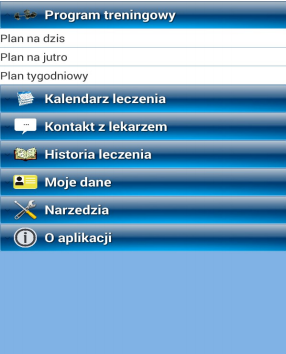 Program treningowy
Plan na dzis
Plan na jutro
Plan tygodniowy
Kalendarz leczenia
Kontakt z lekarzem
Historia leczenia
Moje dane
Narzedzia
O aplikacji